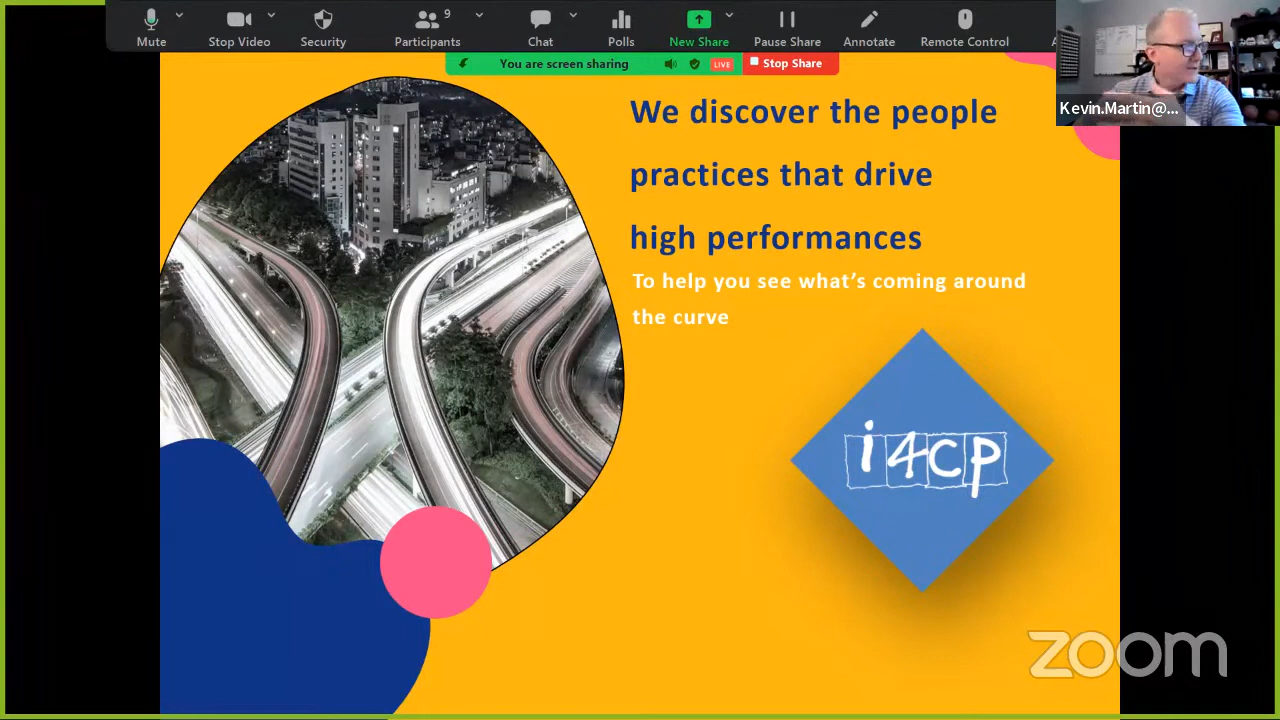 9
Mute
Stop Video
Security
Participants
Chat
Polls
New Share
Pause Share
Annotate
Remote Control
You are screen sharing
LIVE
Stop Share
Kevin.Martin@...
We discover the people
practices that drive
high performances
To help you see what's coming around
the curve
i4cp
zoom